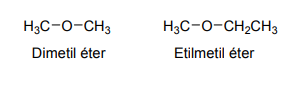 H₃C−O−CH₃ H₃C−O−CH₂CH₃
Dimetil éter Etilmetil éter